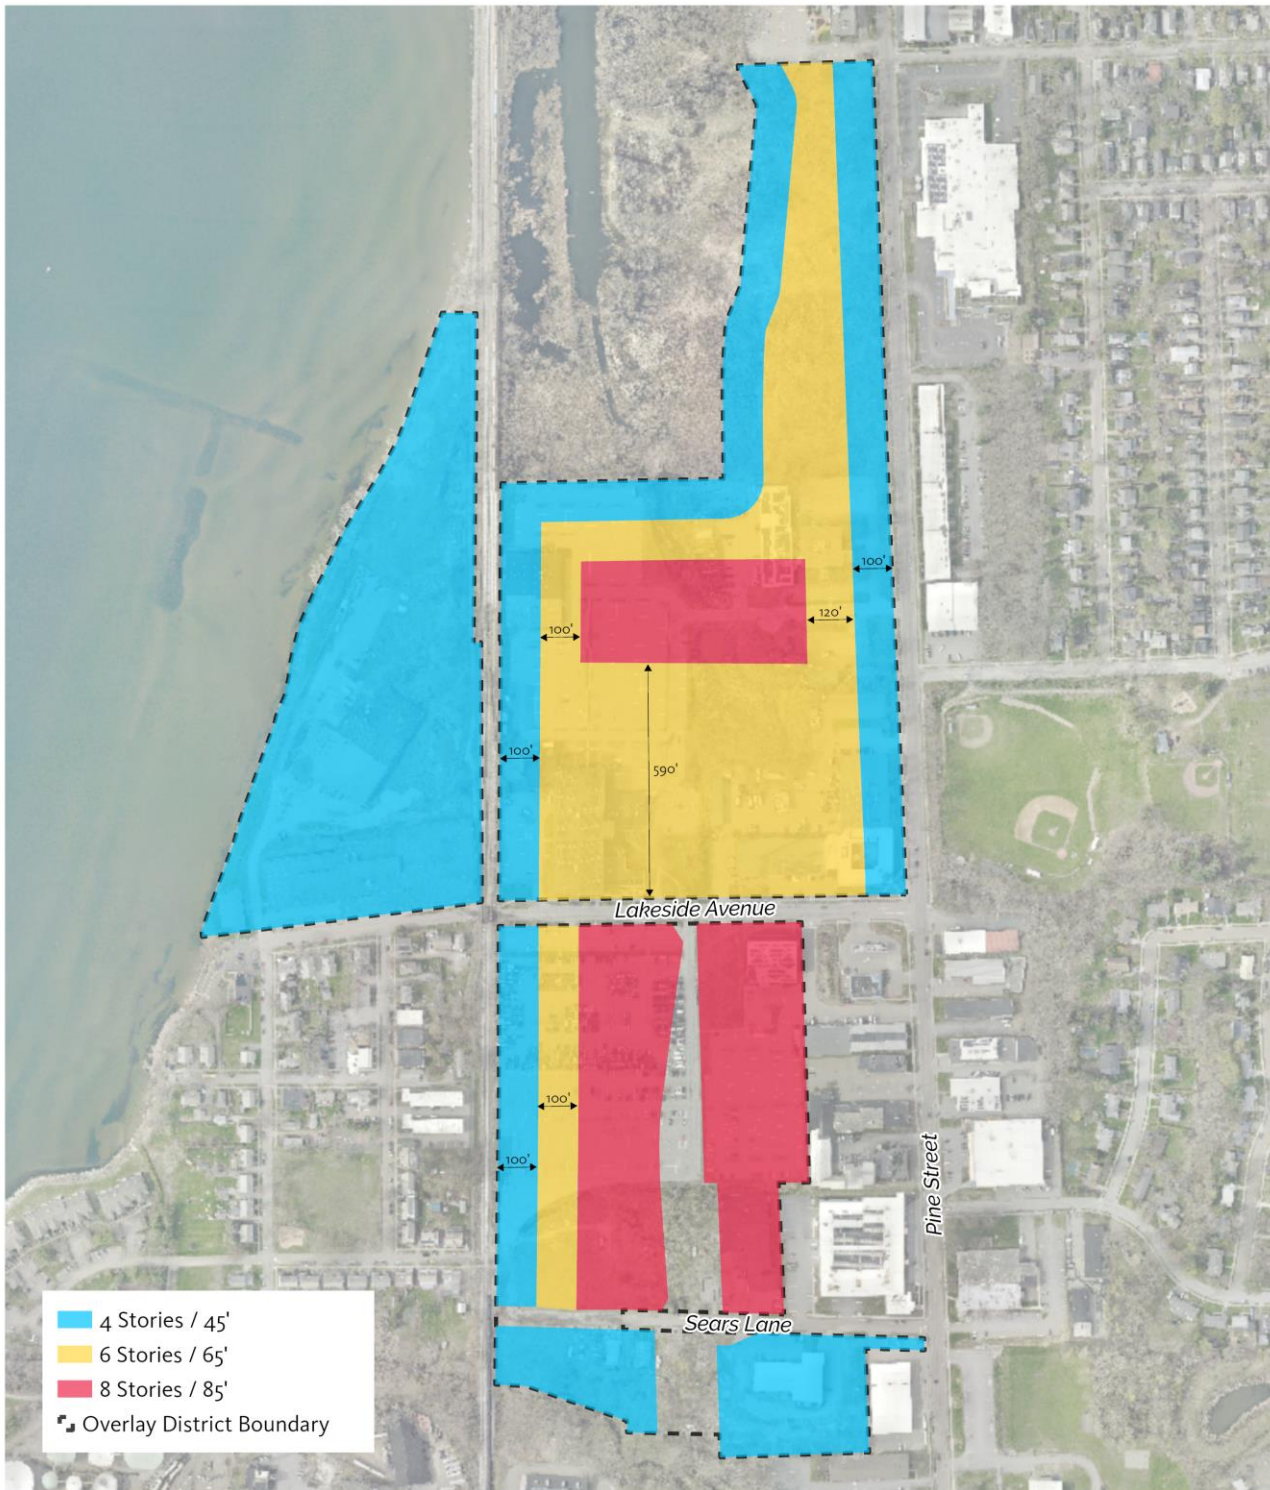 100'
120'
100'
100'
590'
Lakeside Avenue
100'
100'
Pine Street
Sears Lane
4 Stories / 45'
6 Stories / 65'
8 Stories / 85'
Overlay District Boundary